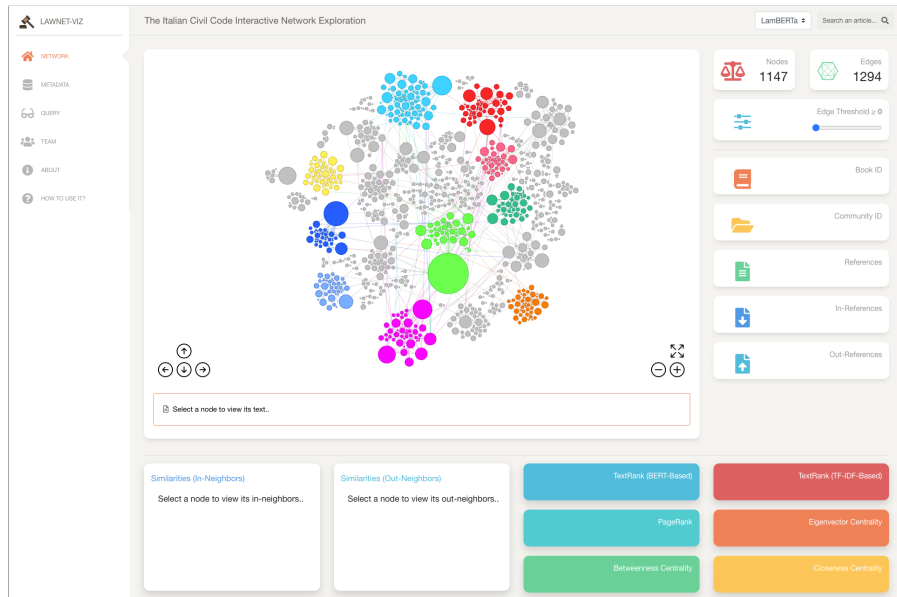 LAWNET-VIZ
The Italian Civil Code Interactive Network Exploration
LamBERTa
Search an article...
NETWORK
METADATA
QUERY
TEAM
ABOUT
HOW TO USE IT?
Nodes
1147
Edges
1294
Edge Threshold ≥ 0
Book ID
Community ID
References
In-References
Out-References
Select a node to view its text..
Similarities (In-Neighbors)
Select a node to view its in-neighbors..
Similarities (Out-Neighbors)
Select a node to view its out-neighbors..
TextRank (BERT-Based)
TextRank (TF-IDF-Based)
PageRank
Eigenvector Centrality
Betweenness Centrality
Closeness Centrality